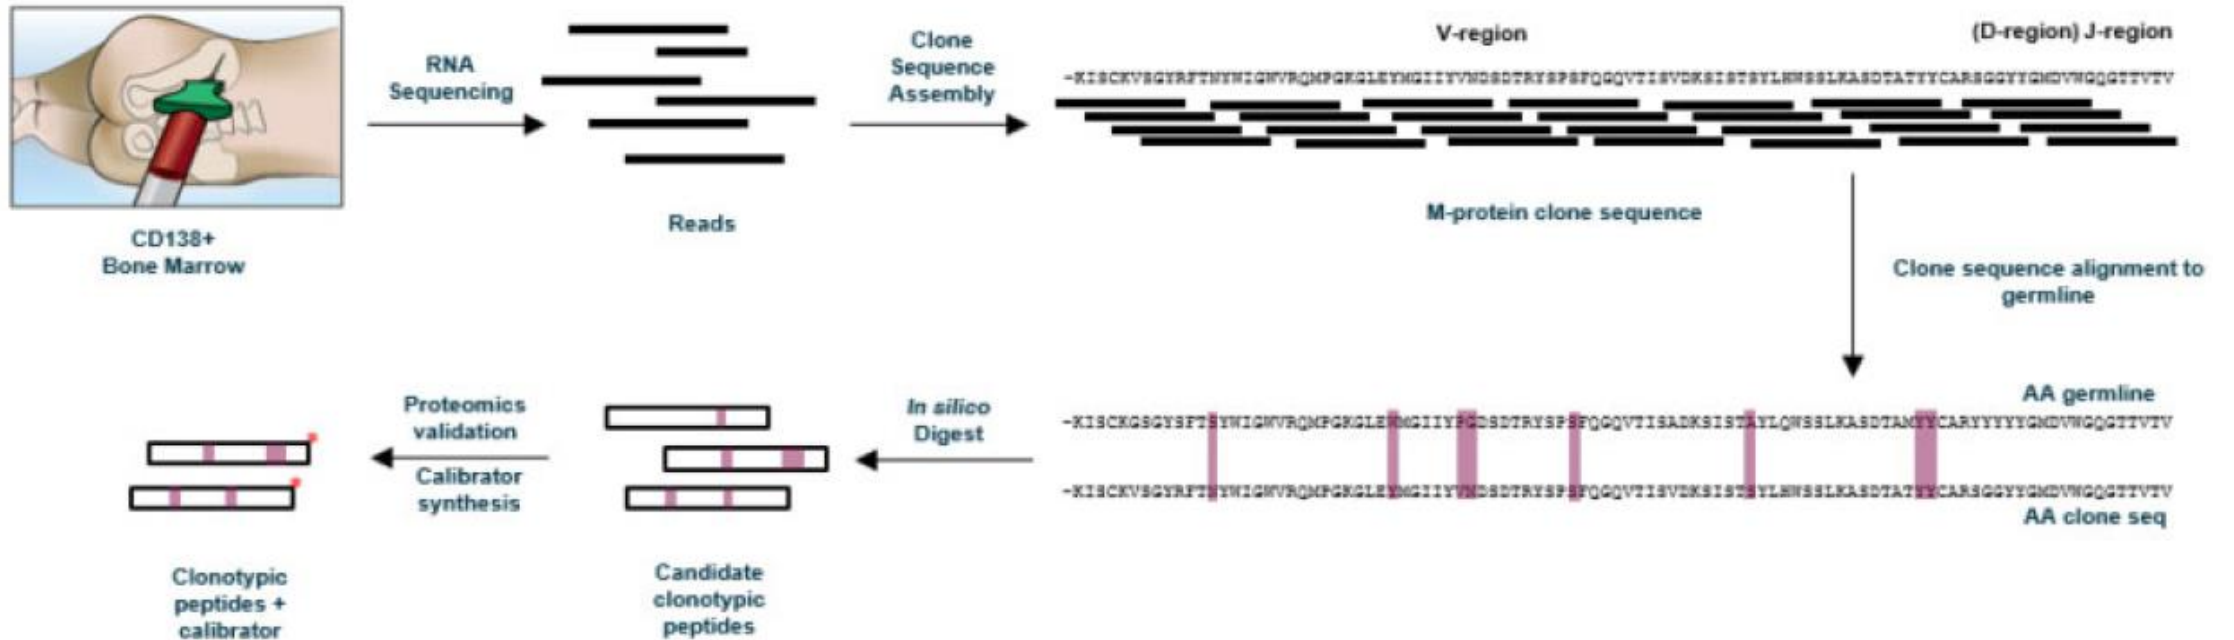 V-region
(D-region) J-region
RNA
Sequencing
Clone
Sequence
Assembly
-KISCKVSGYRFTNYWIGWVRQMPGKGLEYMGIIYVNDSDTRYSPSFQGQVTISVDKSISTSYLHWSSLKASDTATYYCARSGGYYGMDVWGQGTTVTV
CD138+
Bone Marrow
Reads
M-protein clone sequence
Clone sequence alignment to
germline
AA germline
-KISCKGSGYSFTSYWIGWVRQMPGKGLEWMGIIYPGDSDTRYSPSFQGQVTISADKSISTAYLQWSSLKASDTAMYYCARYYYYYGMDVWGQGTTVTV
-KISCKVSGYRFTSYWIGWVRQMPGKGLEYMGIIYVNDSDTRYSPSFQGQVTISVDKSISTSYLHWSSLKASDTATYYCARSGGYYGMDVWGQGTTVTV
AA clone seq
In silico
Digest
Proteomics
validation
Calibrator
synthesis
Candidate
clonotypic
peptides
Clonotypic
peptides +
calibrator